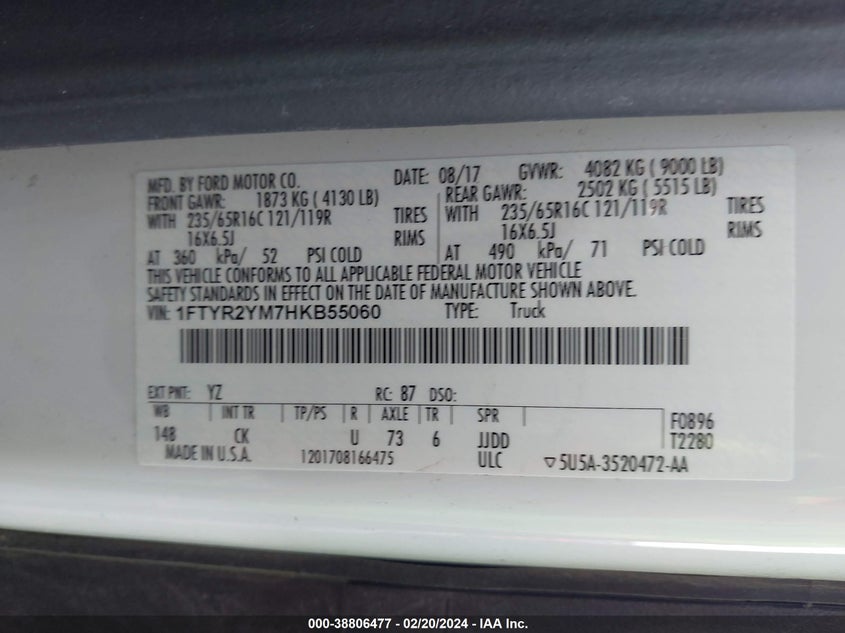 MFD. BY FORD MOTOR CO. DATE: 08/17 GVWR: 4082 KG ( 9000 LB)
FRONT GAWR: 1873 KG ( 4130 LB) REAR GAWR: 2502 KG ( 5515 LB)
WITH 235/65R16C 121/119R TIRES WITH 235/65R16C 121/119R TIRES
16X6.5J RIMS 16X6.5J RIMS
AT 360 kPa/ 52 PSI COLD AT 490 kPa/ 71 PSI COLD
THIS VEHICLE CONFORMS TO ALL APPLICABLE FEDERAL MOTOR VEHICLE
SAFETY STANDARDS IN EFFECT ON THE DATE OF MANUFACTURE SHOWN ABOVE.
VIN: 1FTYR2YM7HKB55060 TYPE: Truck
EXT PNT: YZ RC: 87 DSO:
WB INT TR TP/PS R AXLE TR SPR F0896
148 CK U 73 6 JJDD T2280
MADE IN U.S.A. 1201708166475 ULC ▽5U5A-3520472-AA
000-38806477 - 02/20/2024 - IAA Inc.